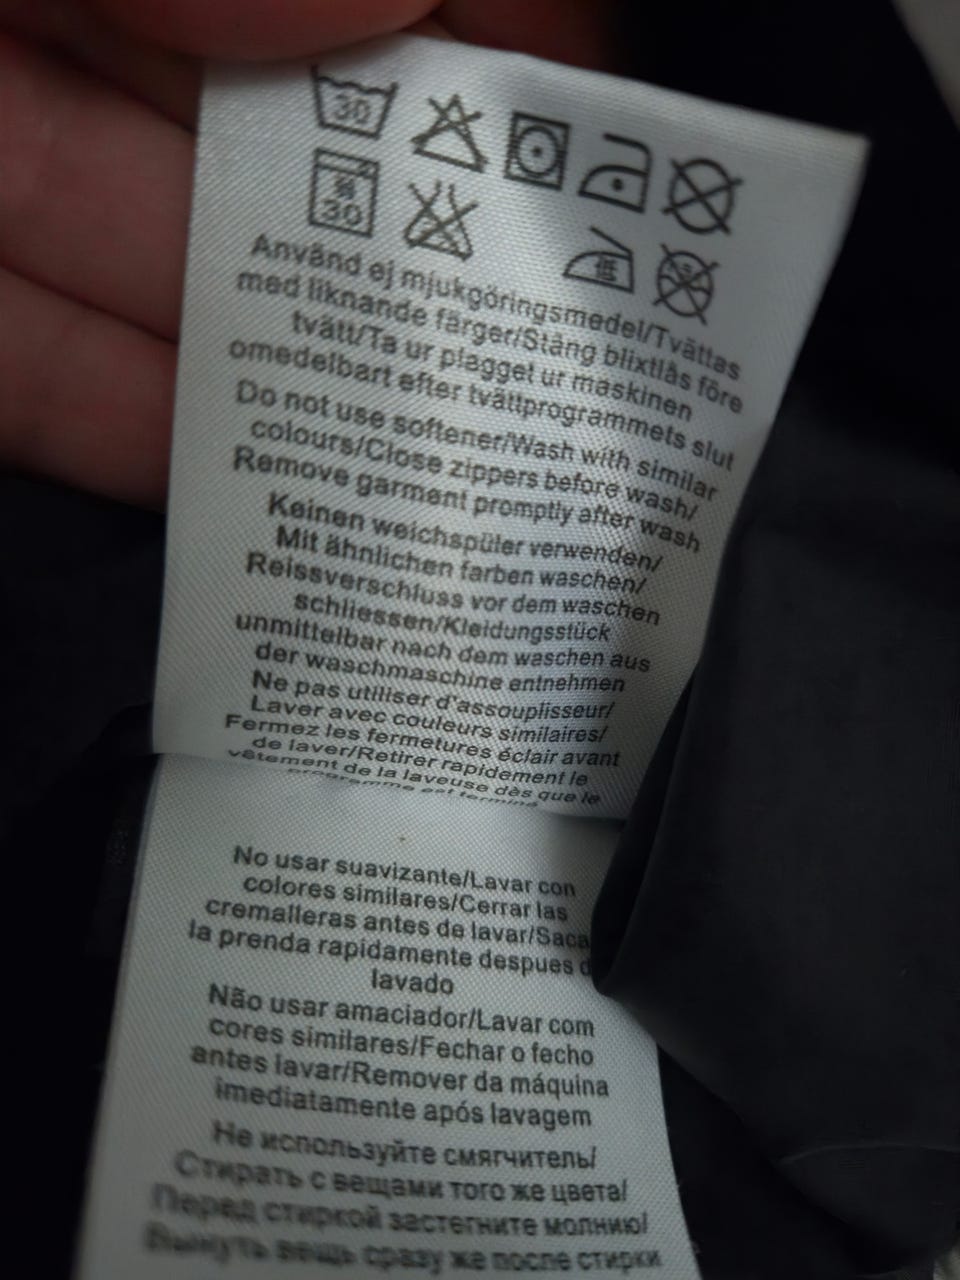 30
弱
30
低
Använd ej mjukgöringsmedel/Tvättas
med liknande färger/Stäng blixtlås före
tvätt/Ta ur plagget ur maskinen
omedelbart efter tvättprogrammets slut
Do not use softener/Wash with similar
colours/Close zippers before wash/
Remove garment promptly after wash
Keinen weichspüler verwenden/
Mit ähnlichen farben waschen/
Reissverschluss vor dem waschen
schliessen/Kleidungsstück
unmittelbar nach dem waschen aus
der waschmaschine entnehmen
Ne pas utiliser d'assouplisseur/
Laver avec couleurs similaires/
Fermez les fermetures éclair avant
de laver/Retirer rapidement le
vêtement de la laveuse dès que le
programme est terminé
No usar suavizante/Lavar con
colores similares/Cerrar las
cremalleras antes de lavar/Saca
la prenda rapidamente despues d
lavado
Não usar amaciador/Lavar com
cores similares/Fechar o fecho
antes lavar/Remover da máquina
imediatamente após lavagem
Не используйте смягчитель/
Стирать с вещами того же цвета/
Перед стиркой застегните молнию/
Вынуть вещь сразу же после стирки